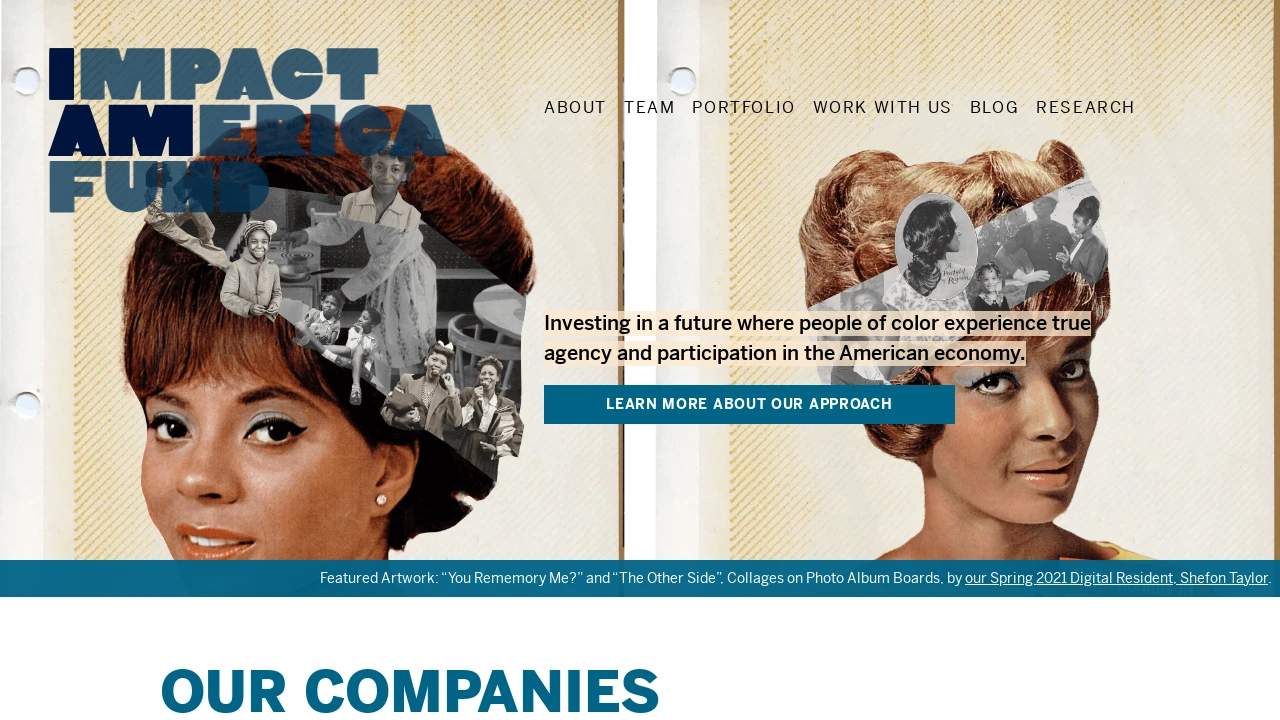 IMPACT
AMERICA
FUND
ABOUT TEAM PORTFOLIO WORK WITH US BLOG RESEARCH
Investing in a future where people of color experience true
agency and participation in the American economy.
LEARN MORE ABOUT OUR APPROACH
Featured Artwork: “You Rememory Me?” and “The Other Side”, Collages on Photo Album Boards, by our Spring 2021 Digital Resident, Shefon Taylor.
OUR COMPANIES